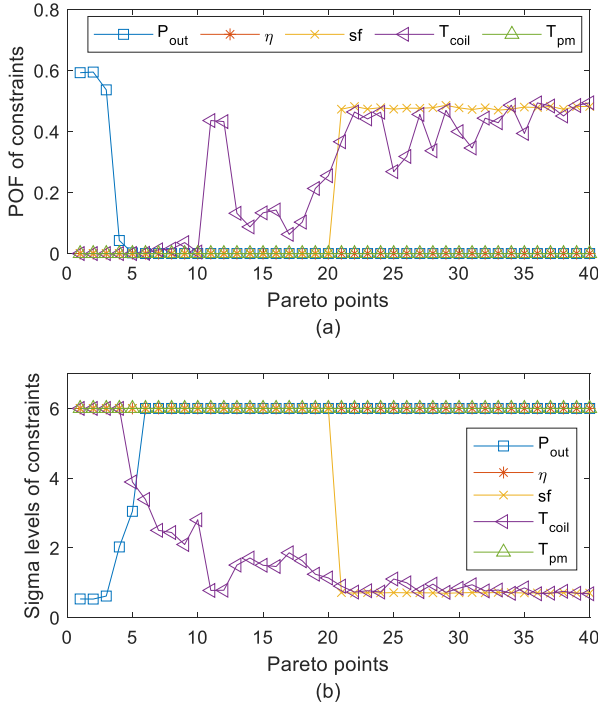 P_out η sf T_coil T_pm
POF of constraints
0.8
0.6
0.4
0.2
0
0 5 10 15 20 25 30 35 40
Pareto points
(a)
Sigma levels of constraints
6
4
2
0
P_out
η
sf
T_coil
T_pm
0 5 10 15 20 25 30 35 40
Pareto points
(b)